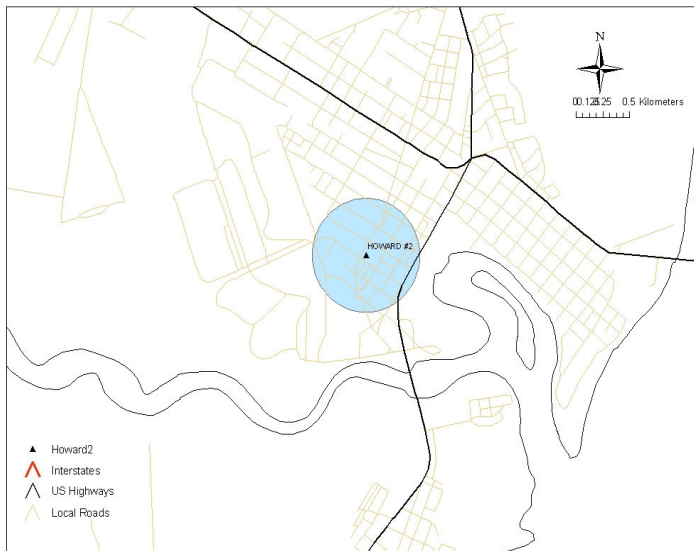 N
0.5 Kilometers
HOWARD #2
Howard2
Interstates
US Highways
Local Roads